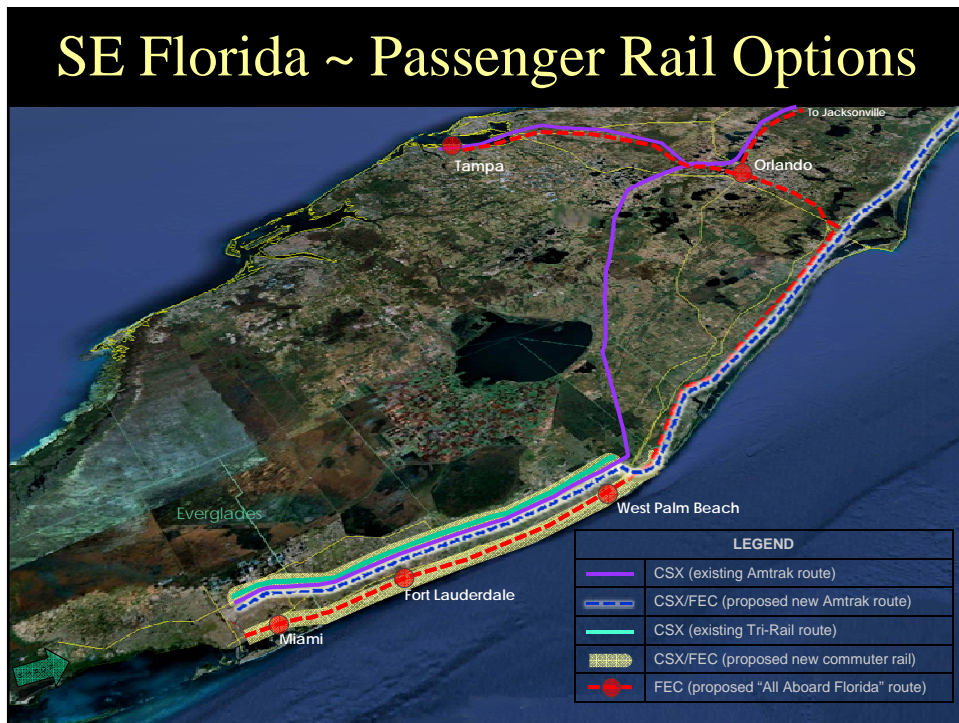 SE Florida ~ Passenger Rail Options
To Jacksonville
Tampa
Orlando
Everglades
West Palm Beach
Fort Lauderdale
Miami
LEGEND
CSX (existing Amtrak route)
CSX/FEC (proposed new Amtrak route)
CSX (existing Tri-Rail route)
CSX/FEC (proposed new commuter rail)
FEC (proposed “All Aboard Florida” route)